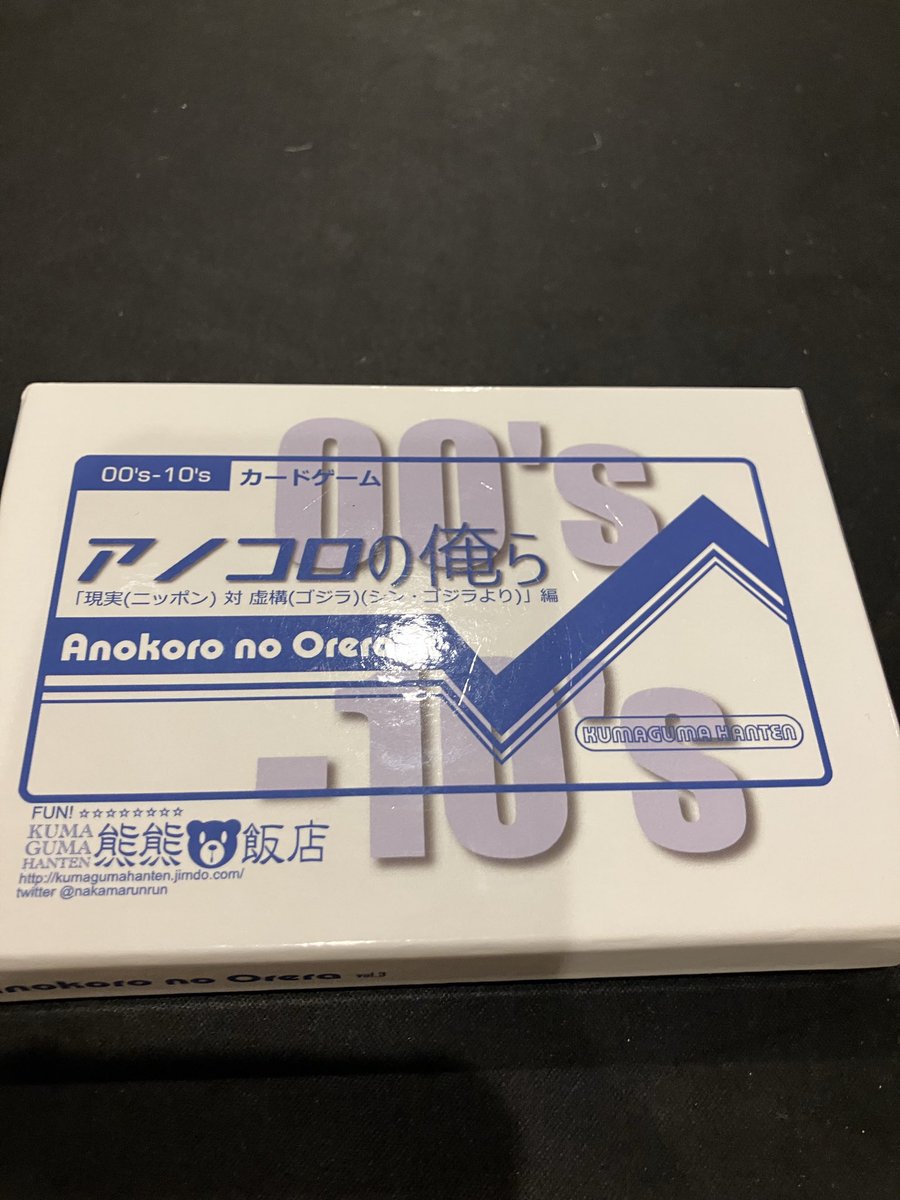 00's
00's-10's カードゲーム
アノコロの俺ら
「現実(ニッポン) 対 虚構(ゴジラ)(シン・ゴジラより)」編
Anokoro no Orera
-10's
KUMAGUMA HANTEN
FUN! ☆☆☆☆☆☆☆☆
KUMA
GUMA
HANTEN
熊熊飯店
http://kumagumahanten.jimdo.com/
twitter @nakamarunrun
Anokoro no Orera vol.3